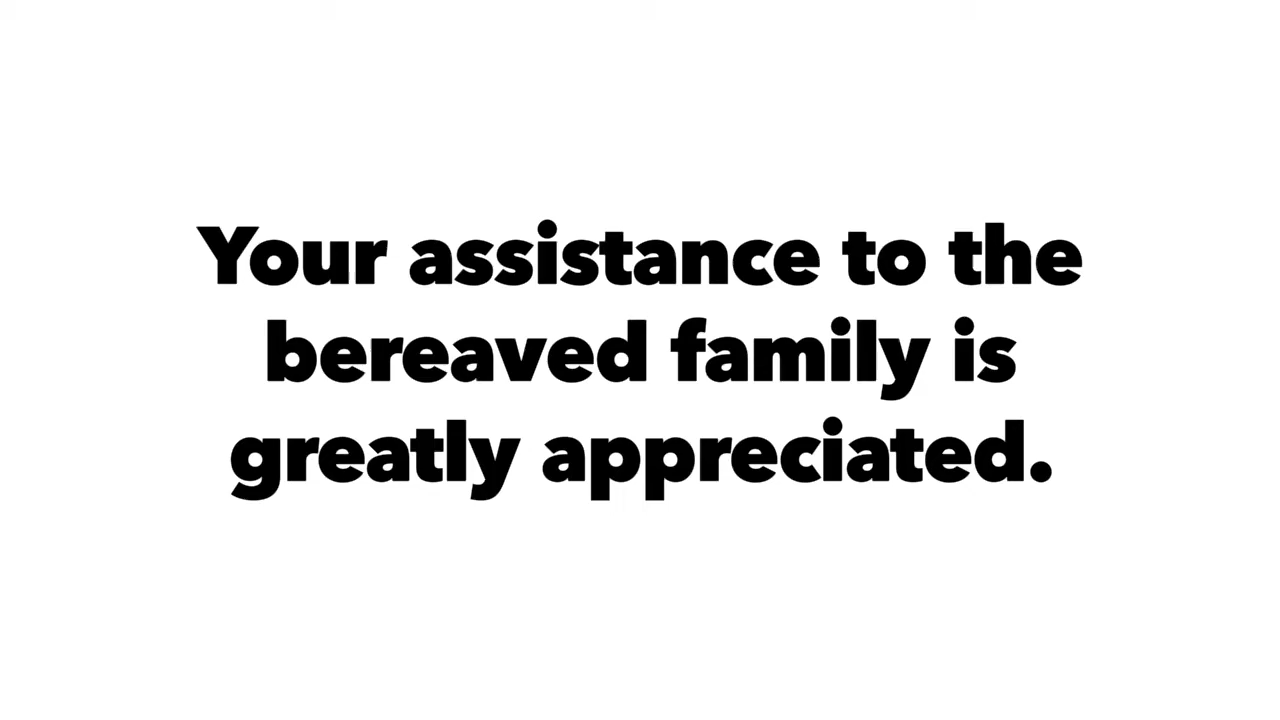 Your assistance to the
bereaved family is
greatly appreciated.